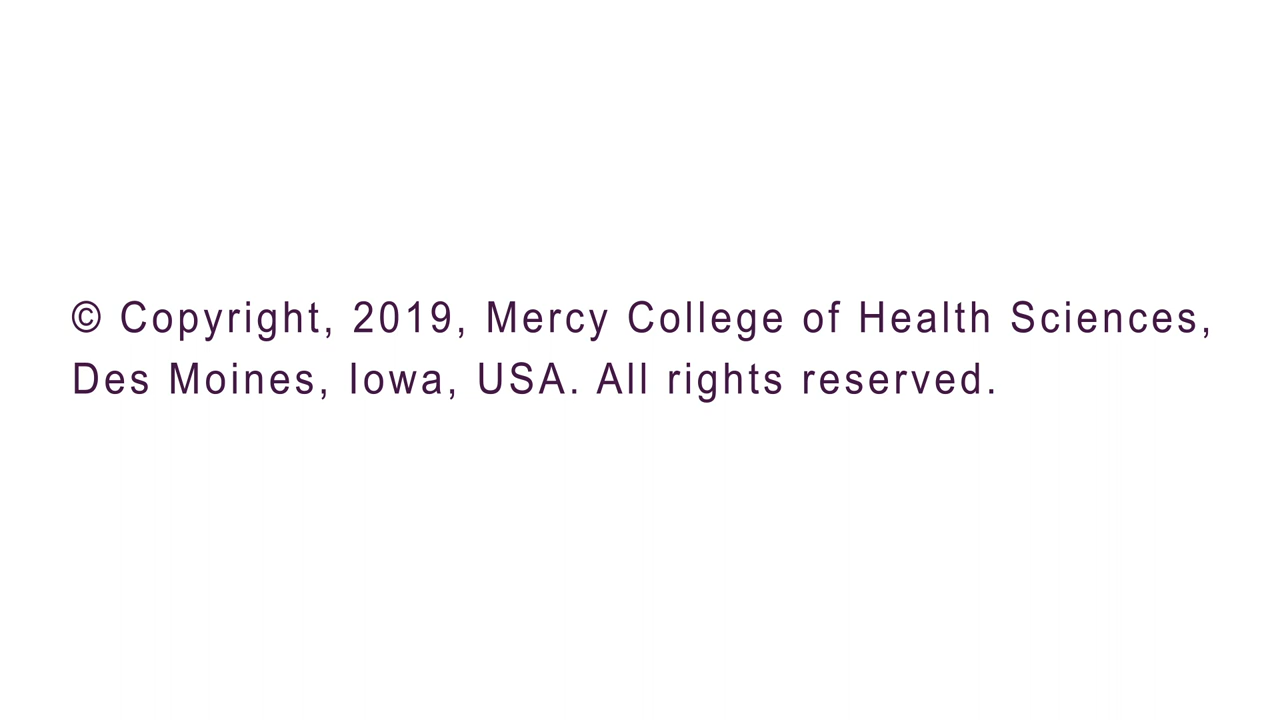 © Copyright, 2019, Mercy College of Health Sciences,
Des Moines, Iowa, USA. All rights reserved.